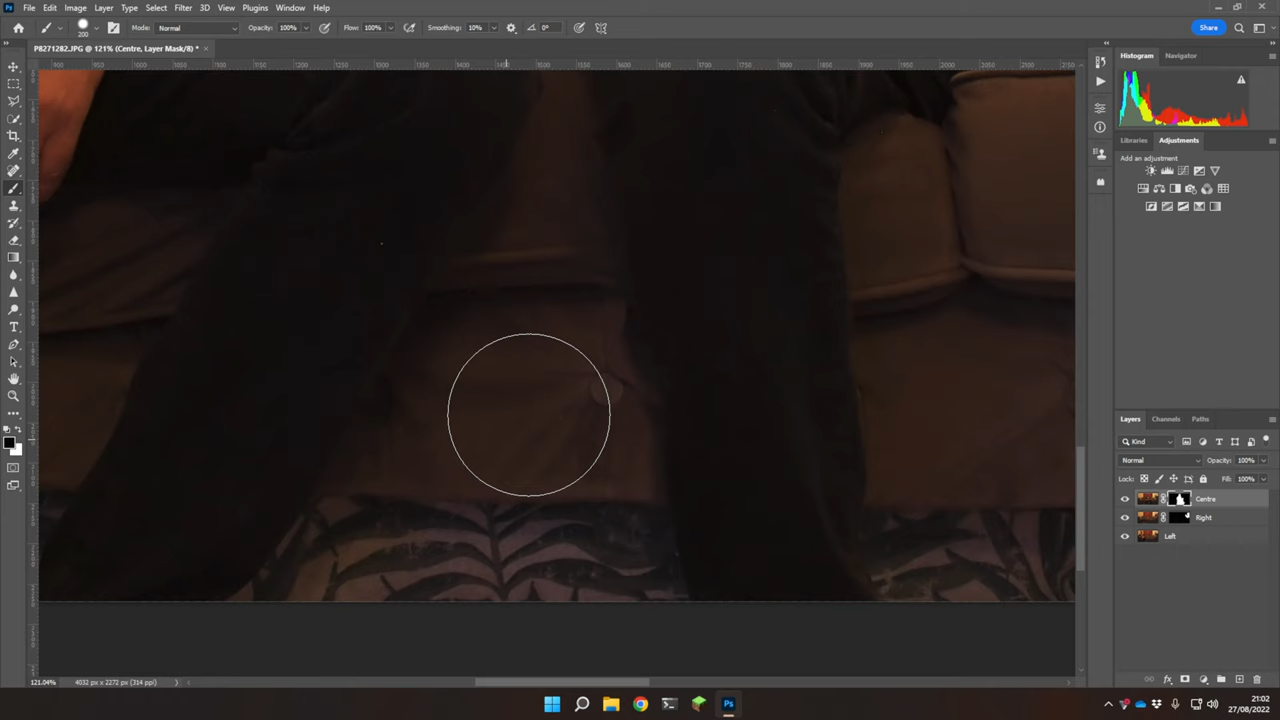 File Edit Image Layer Type Select Filter 3D View Plugins Window Help
200 Mode: Normal Opacity: 100% Flow: 100% Smoothing: 10% 0° Share
P8271282.JPG @ 121% (Centre, Layer Mask/8) * ×
Histogram Navigator
Libraries Adjustments
Add an adjustment
Layers Channels Paths
Kind
Normal Opacity: 100%
Lock: Fill: 100%
Centre
Right
Left
121.04% 4032 px x 2272 px (314 ppi)
21:02
27/08/2022